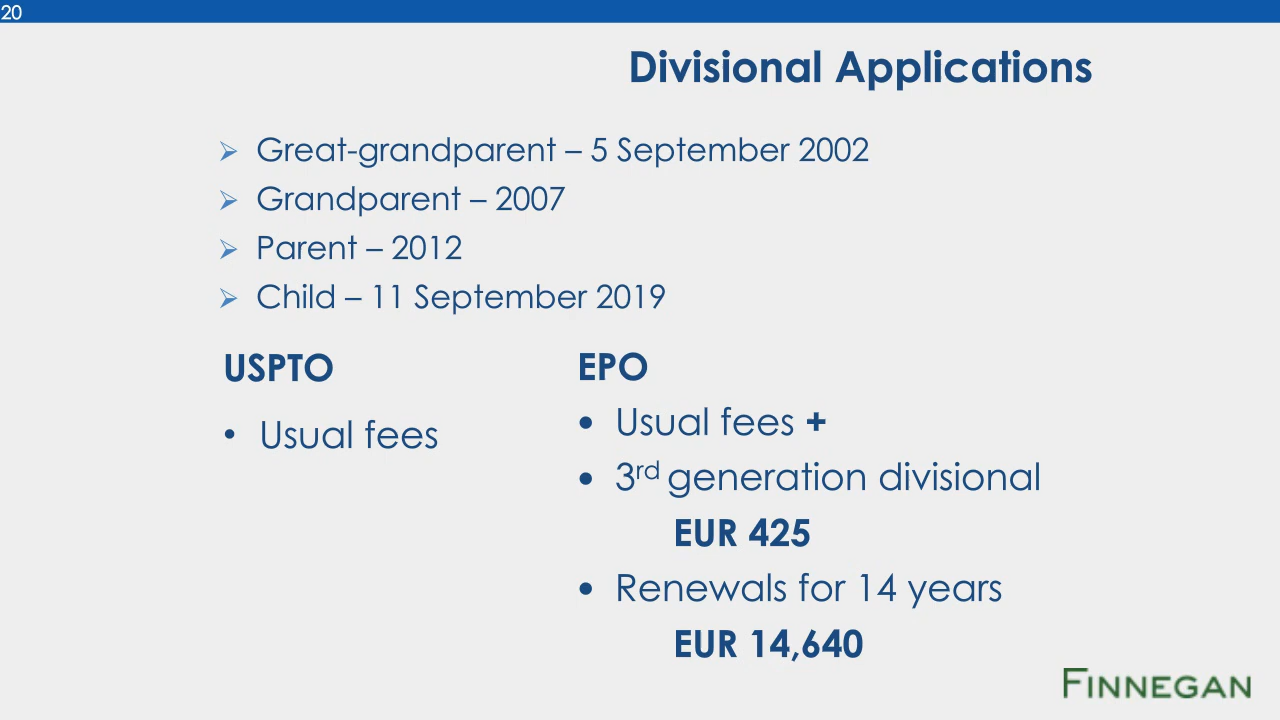 20
Divisional Applications
➢ Great-grandparent – 5 September 2002
➢ Grandparent – 2007
➢ Parent – 2012
➢ Child – 11 September 2019
USPTO
• Usual fees
EPO
• Usual fees +
• 3rd generation divisional
EUR 425
• Renewals for 14 years
EUR 14,640
FINNEGAN